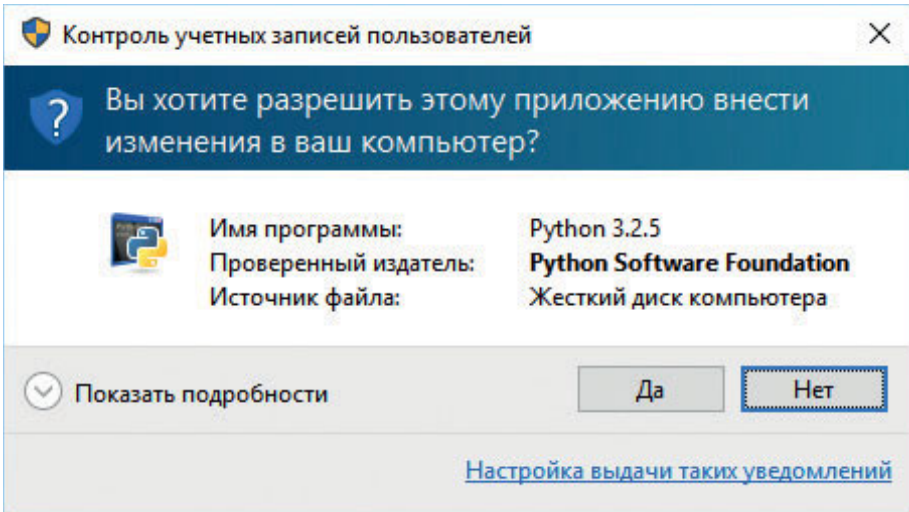 Контроль учетных записей пользователей
Вы хотите разрешить этому приложению внести
изменения в ваш компьютер?
Имя программы: Python 3.2.5
Проверенный издатель: Python Software Foundation
Источник файла: Жесткий диск компьютера
Показать подробности Да Нет
Настройка выдачи таких уведомлений